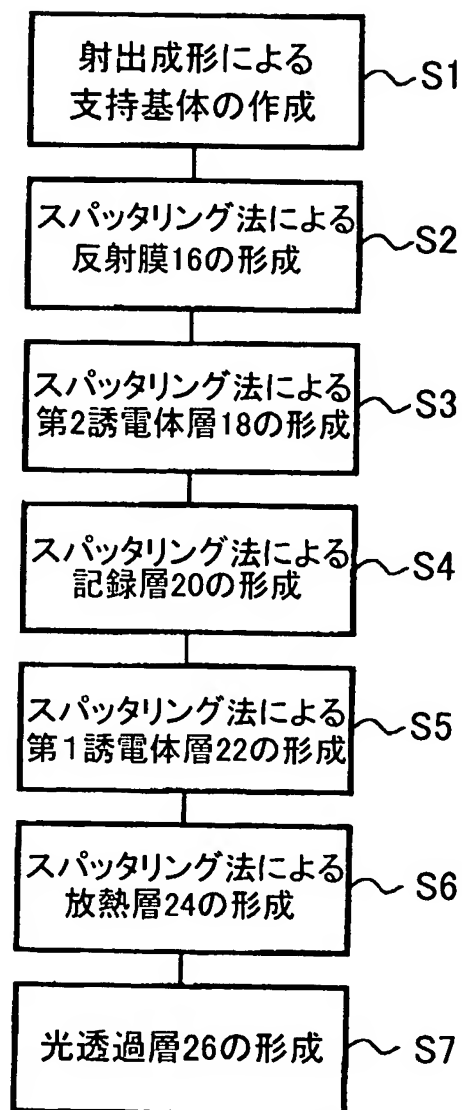 射出成形による
支持基体の作成
S1
スパッタリング法による
反射膜16の形成
S2
スパッタリング法による
第2誘電体層18の形成
S3
スパッタリング法による
記録層20の形成
S4
スパッタリング法による
第1誘電体層22の形成
S5
スパッタリング法による
放熱層24の形成
S6
光透過層26の形成
S7